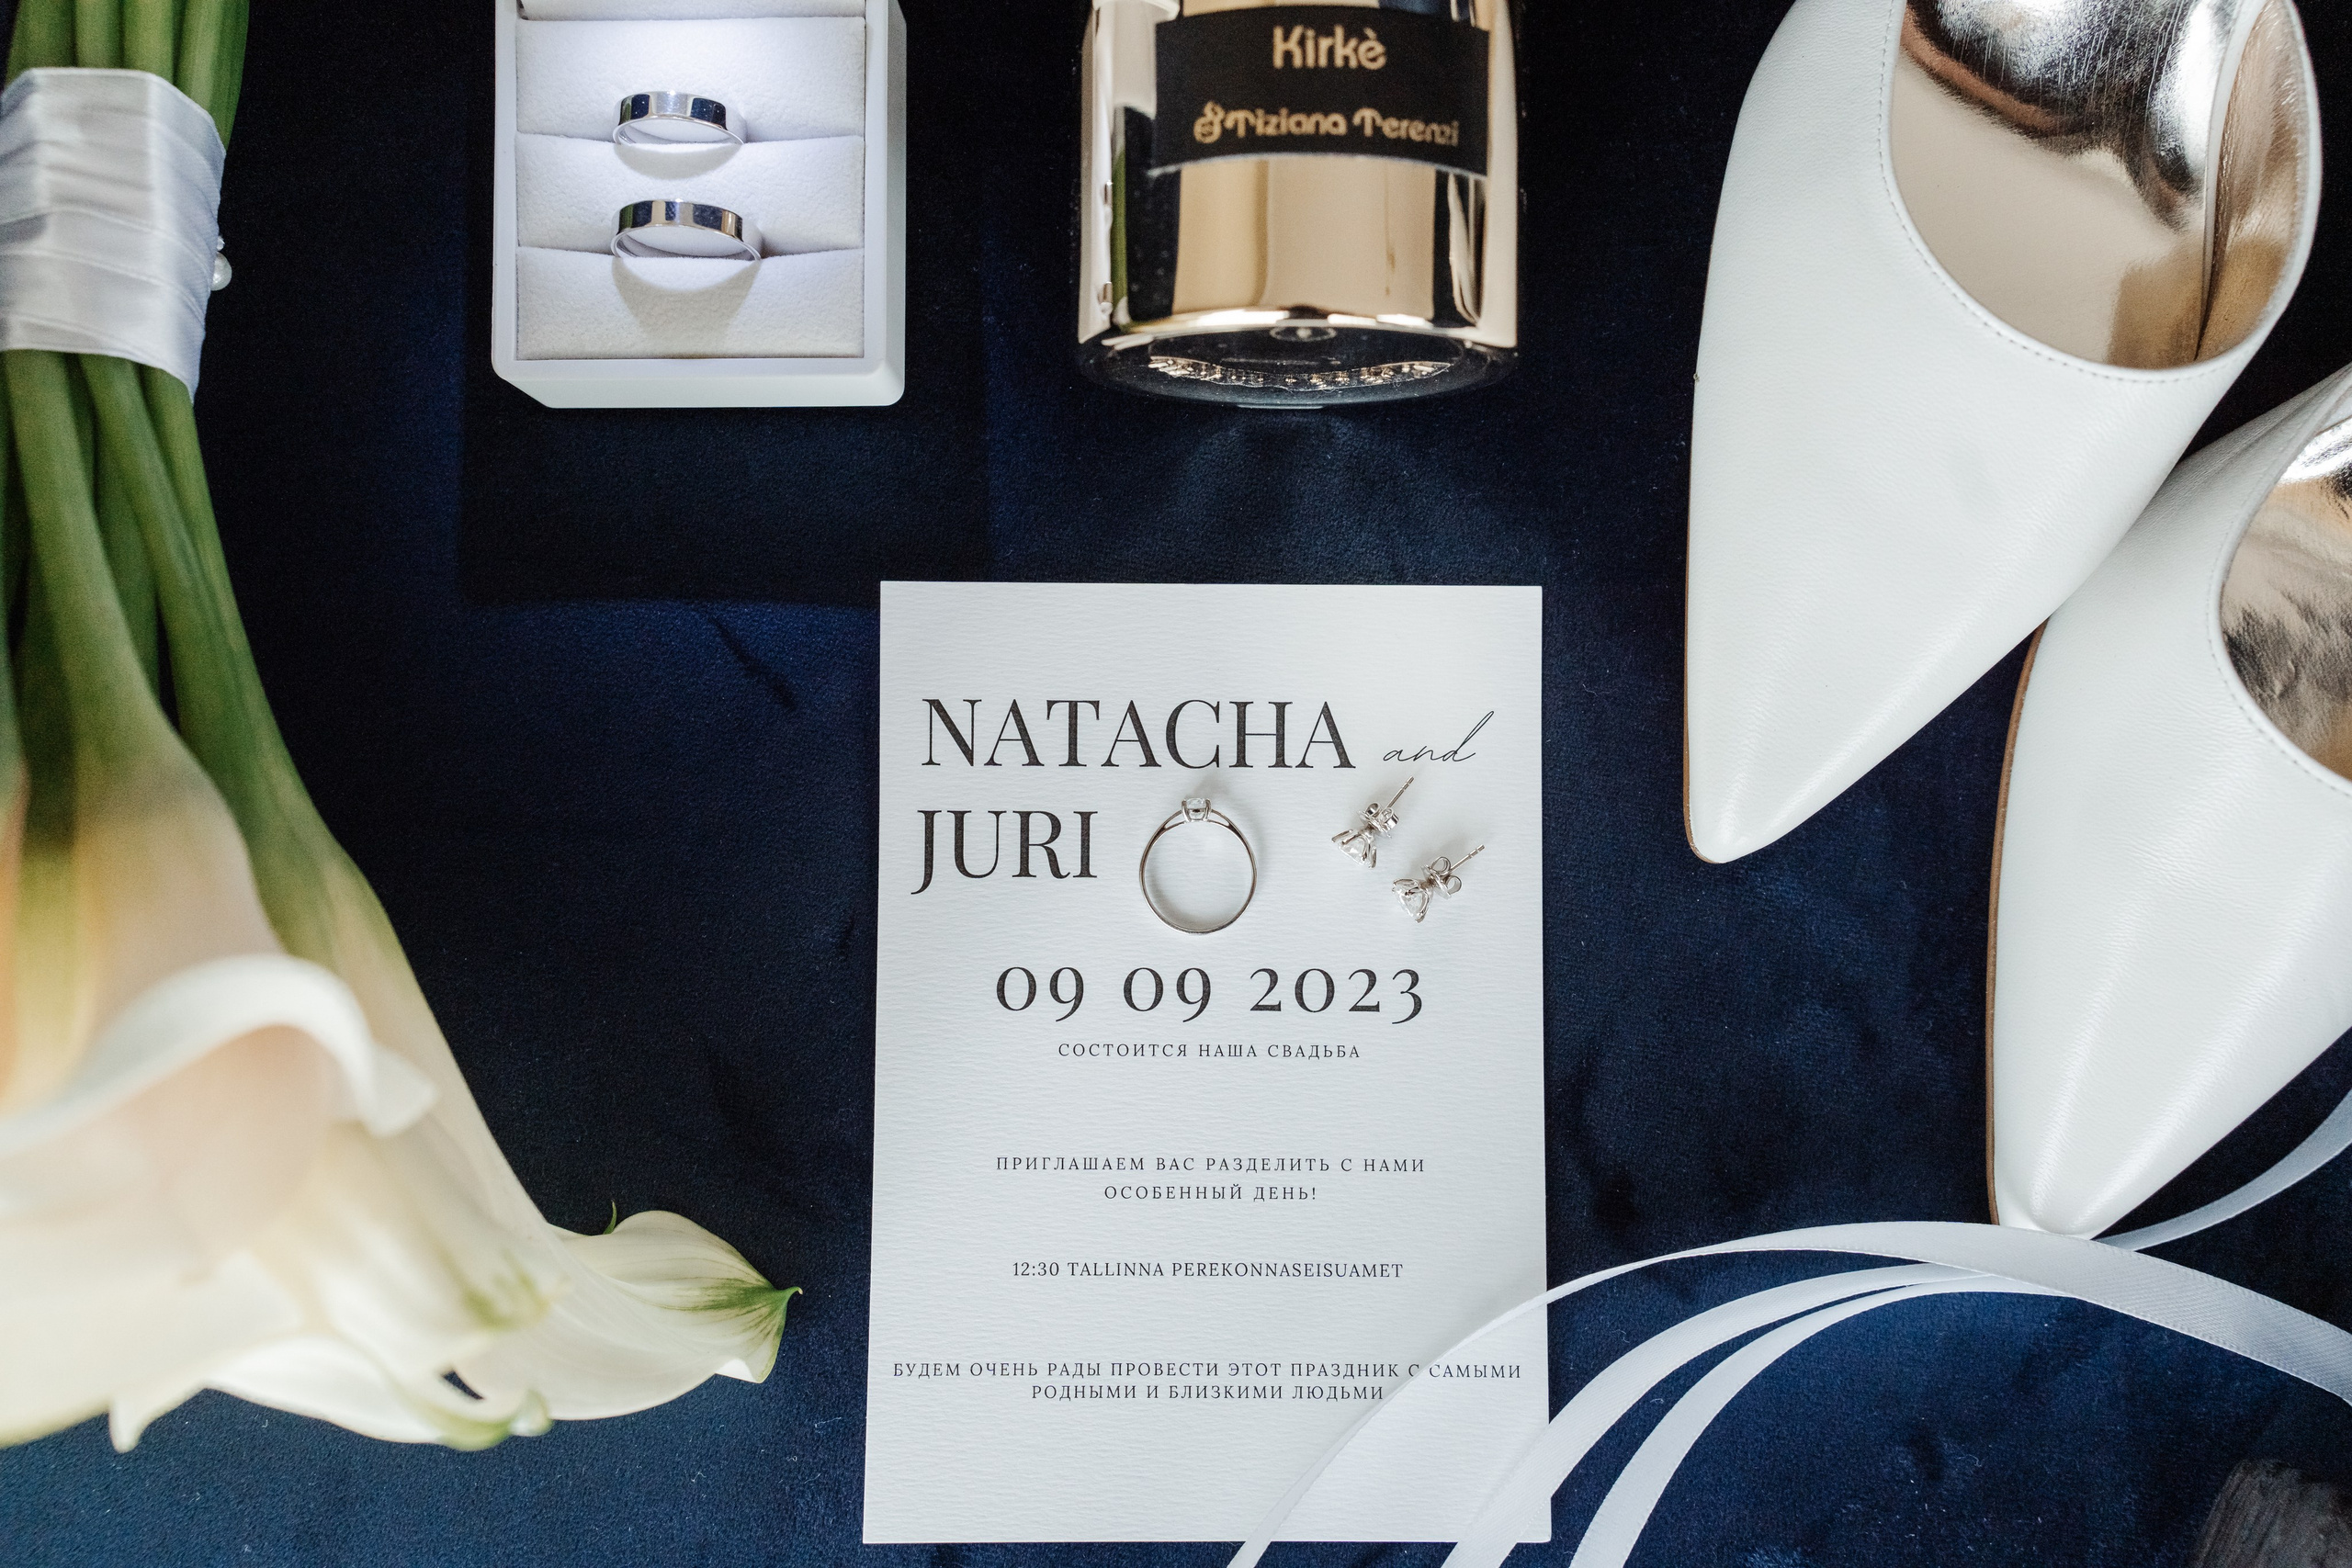 Kirkè
Tiziana Terenzi
NATACHA and
JURI
09 09 2023
СОСТОИТСЯ НАША СВАДЬБА
ПРИГЛАШАЕМ ВАС РАЗДЕЛИТЬ С НАМИ
ОСОБЕННЫЙ ДЕНЬ!
12:30 TALLINNA PEREKONNASEISUAMET
БУДЕМ ОЧЕНЬ РАДЫ ПРОВЕСТИ ЭТОТ ПРАЗДНИК С САМЫМИ
РОДНЫМИ И БЛИЗКИМИ ЛЮДЬМИ